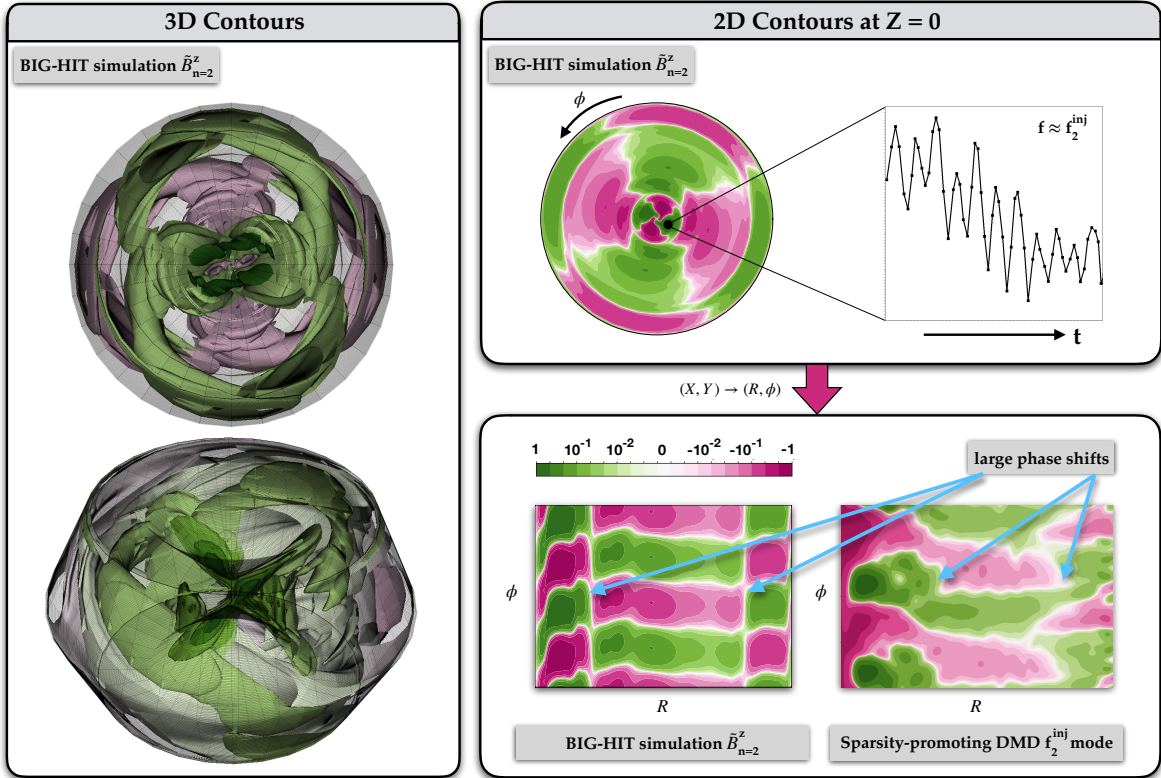 3D Contours
BIG-HIT simulation B̃ᶻₙ₌₂
2D Contours at Z = 0
BIG-HIT simulation B̃ᶻₙ₌₂
ϕ
f ≈ f₂ⁱⁿʲ
t
(X, Y) → (R, ϕ)
1 10⁻¹ 10⁻² 0 -10⁻² -10⁻¹ -1
large phase shifts
ϕ
ϕ
R
R
BIG-HIT simulation B̃ᶻₙ₌₂
Sparsity-promoting DMD f₂ⁱⁿʲ mode